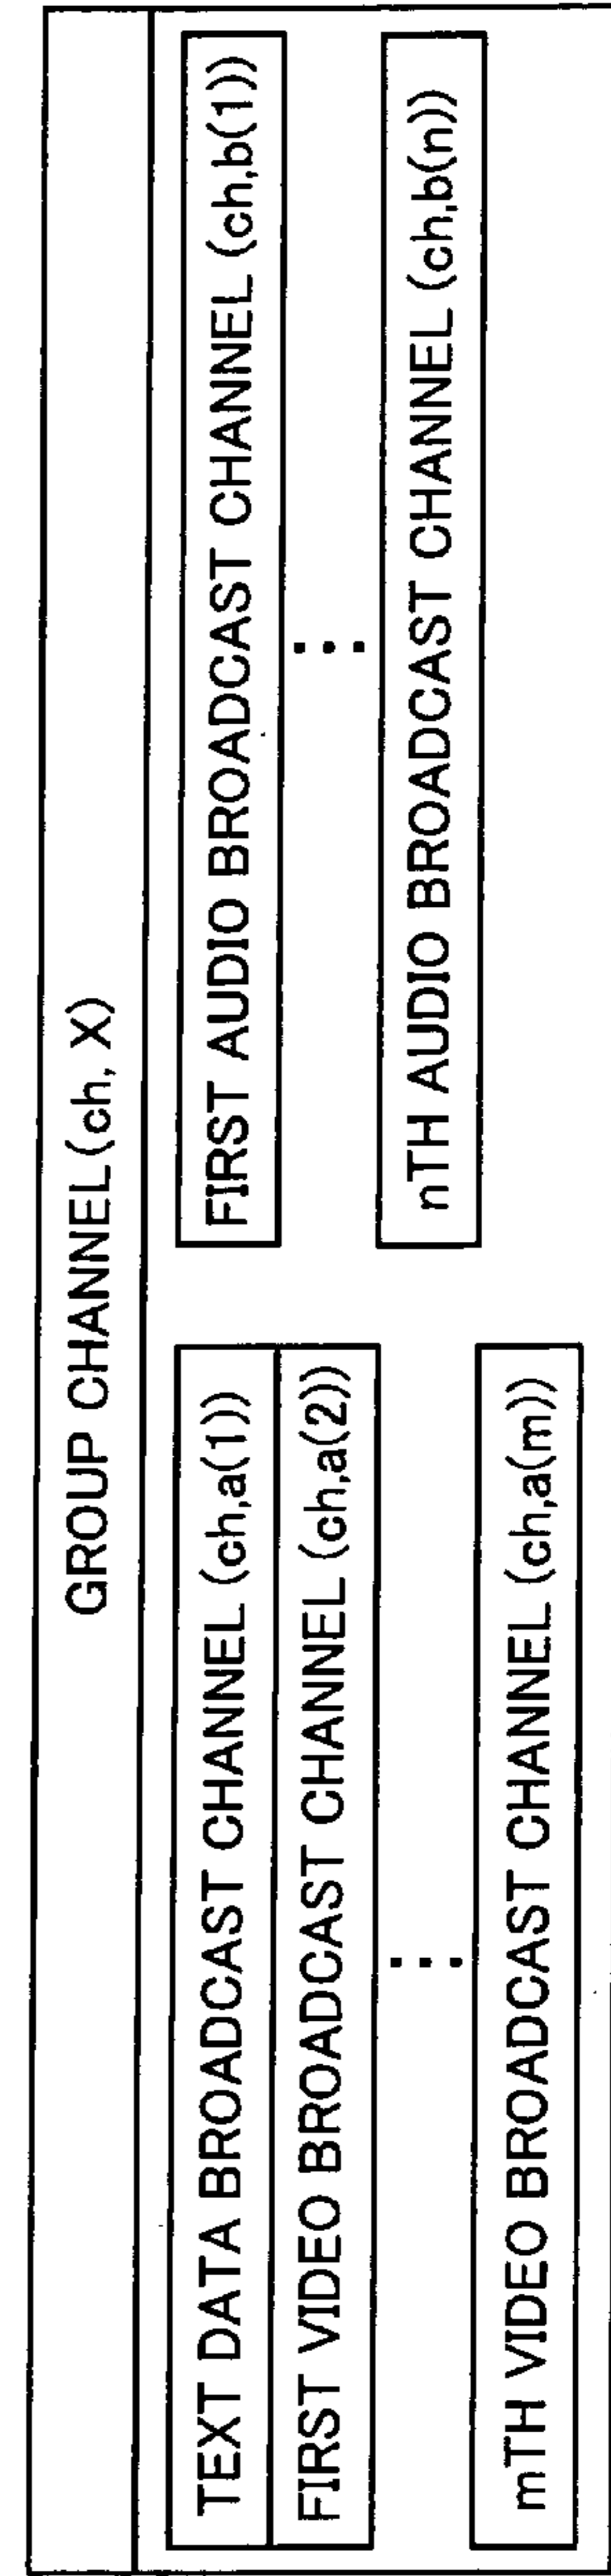 GROUP CHANNEL(ch, X)
TEXT DATA BROADCAST CHANNEL (ch,a(1))
FIRST VIDEO BROADCAST CHANNEL (ch,a(2))
⋮
mTH VIDEO BROADCAST CHANNEL (ch,a(m))
FIRST AUDIO BROADCAST CHANNEL (ch,b(1))
⋮
nTH AUDIO BROADCAST CHANNEL (ch,b(n))